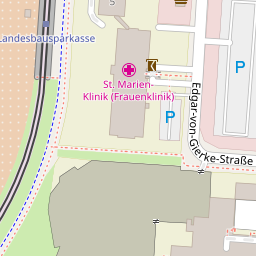 S
Landesbausparkasse
St. Marien-
Klinik (Frauenklinik)
P
P
Edgar-von-Gierke-Straße